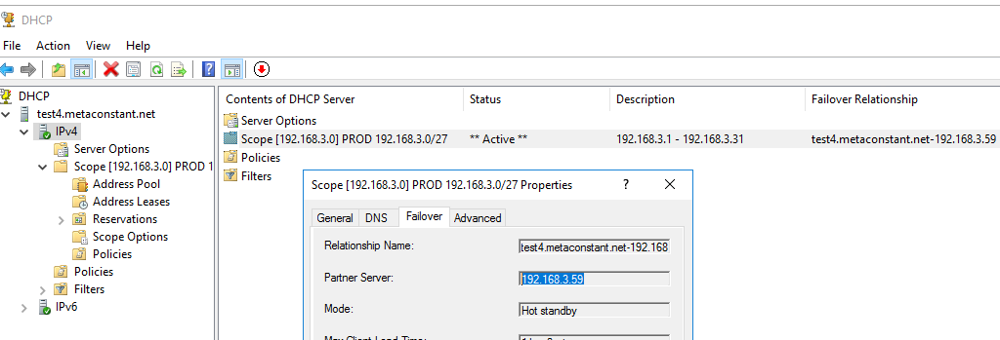 DHCP
File Action View Help
DHCP
test4.metaconstant.net
IPv4
Server Options
Scope [192.168.3.0] PROD 1
Address Pool
Address Leases
Reservations
Scope Options
Policies
Policies
Filters
IPv6
Contents of DHCP Server Status Description Failover Relationship
Server Options
Scope [192.168.3.0] PROD 192.168.3.0/27 ** Active ** 192.168.3.1 - 192.168.3.31 test4.metaconstant.net-192.168.3.59
Policies
Filters
Scope [192.168.3.0] PROD 192.168.3.0/27 Properties ?
General DNS Failover Advanced
Relationship Name: test4.metaconstant.net-192.168
Partner Server: 192.168.3.59
Mode: Hot standby